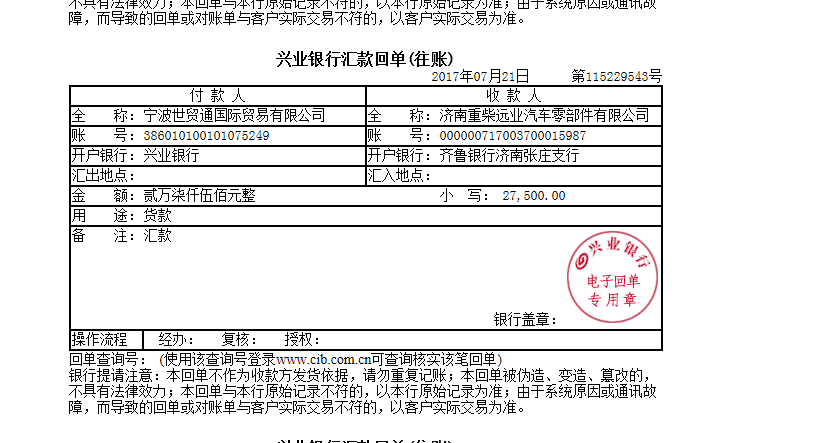 不具有法律效力；本回单与本行原始记录不符的，以本行原始记录为准；由于系统原因或通讯故
障，而导致的回单或对账单与客户实际交易不符的，以客户实际交易为准。
兴业银行汇款回单(往账)
2017年07月21日 第115229543号
付 款 人 收 款 人
全 称：宁波世贸通国际贸易有限公司 全 称：济南重柴远业汽车零部件有限公司
账 号：386010100101075249 账 号：000000717003700015987
开户银行：兴业银行 开户银行：齐鲁银行济南张庄支行
汇出地点： 汇入地点：
金 额：贰万柒仟伍佰元整 小 写： 27,500.00
用 途：货款
备 注：汇款
兴业银行
电子回单
专用章
银行盖章：
操作流程 经办： 复核： 授权：
回单查询号： (使用该查询号登录www.cib.com.cn可查询核实该笔回单)
银行提请注意：本回单不作为收款方发货依据，请勿重复记账；本回单被伪造、变造、篡改的，
不具有法律效力；本回单与本行原始记录不符的，以本行原始记录为准；由于系统原因或通讯故
障，而导致的回单或对账单与客户实际交易不符的，以客户实际交易为准。